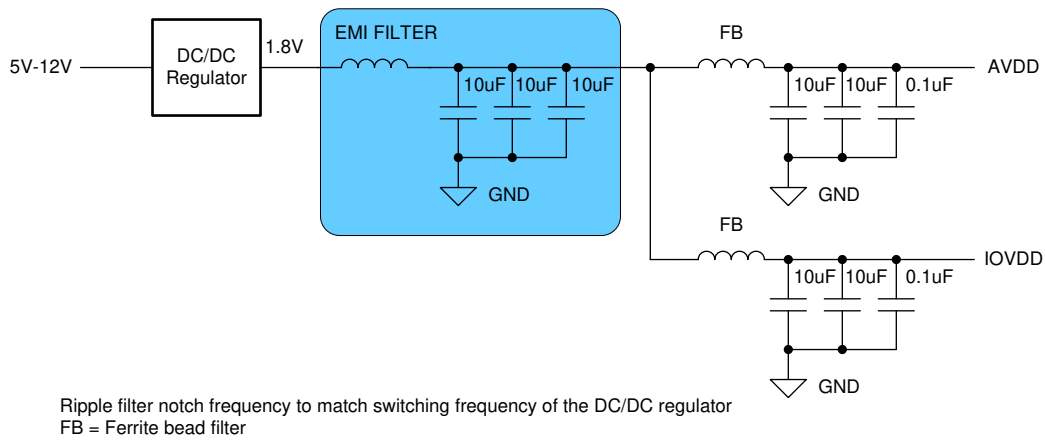 EMI FILTER
FB
5V-12V
DC/DC
Regulator
1.8V
AVDD
10uF
10uF
10uF
10uF
10uF
0.1uF
GND
GND
FB
IOVDD
10uF
10uF
0.1uF
GND
Ripple filter notch frequency to match switching frequency of the DC/DC regulator
FB = Ferrite bead filter